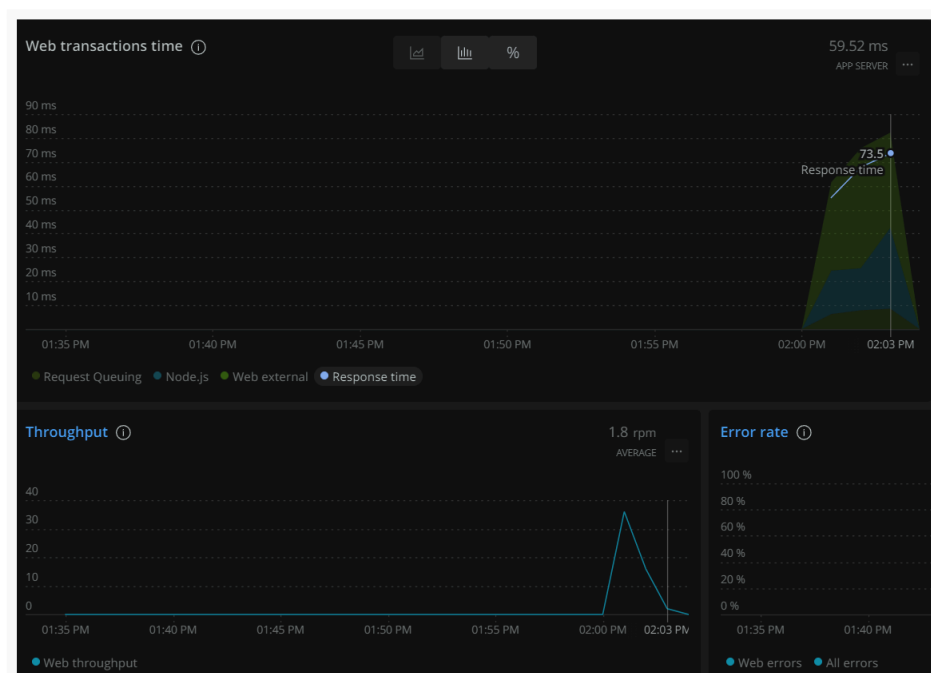 Web transactions time
%
59.52 ms
APP SERVER
90 ms
80 ms
70 ms
60 ms
50 ms
40 ms
30 ms
20 ms
10 ms
73.5
Response time
01:35 PM 01:40 PM 01:45 PM 01:50 PM 01:55 PM 02:00 PM 02:03 PM
Request Queuing Node.js Web external Response time
Throughput
1.8 rpm
AVERAGE
40
30
20
10
0
01:35 PM 01:40 PM 01:45 PM 01:50 PM 01:55 PM 02:00 PM 02:03 PM
Web throughput
Error rate
100 %
80 %
60 %
40 %
20 %
0 %
01:35 PM 01:40 PM
Web errors All errors